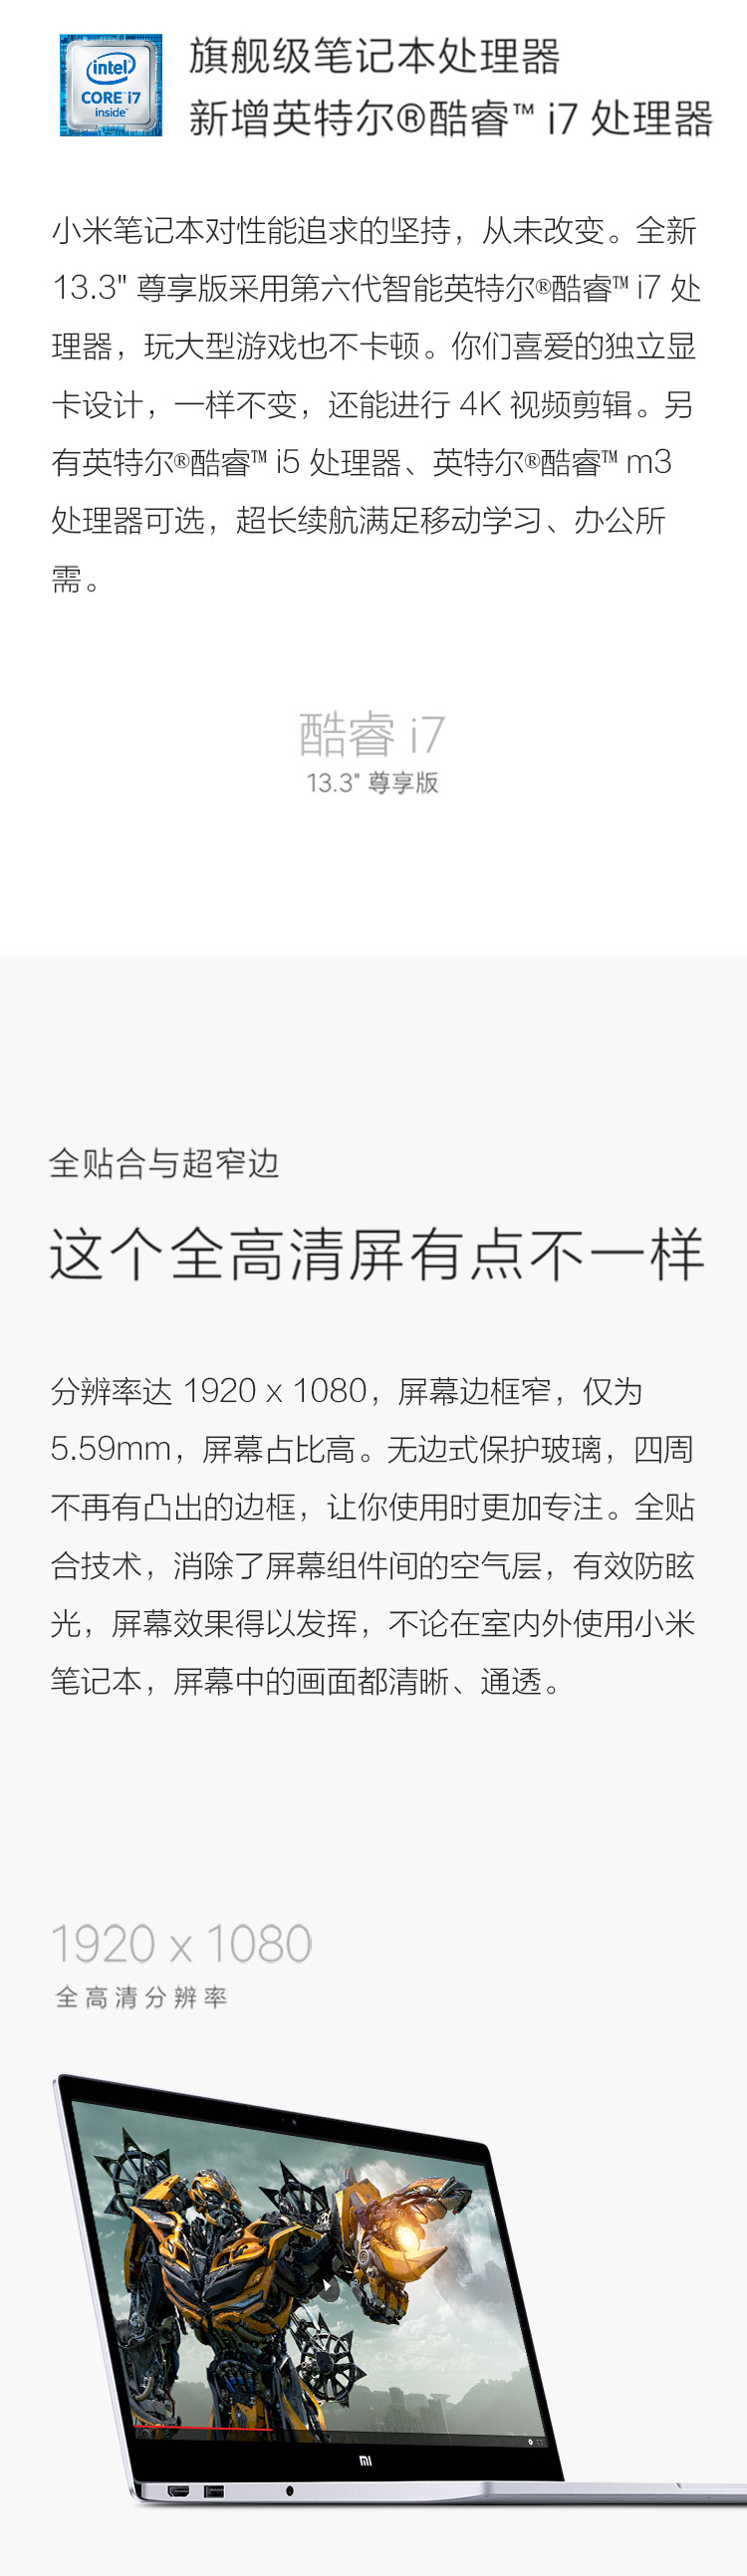 intel
CORE™ i7
inside™
旗舰级笔记本处理器
新增英特尔®酷睿™ i7 处理器
小米笔记本对性能追求的坚持，从未改变。全新
13.3" 尊享版采用第六代智能英特尔®酷睿™ i7 处
理器，玩大型游戏也不卡顿。你们喜爱的独立显
卡设计，一样不变，还能进行 4K 视频剪辑。另
有英特尔®酷睿™ i5 处理器、英特尔®酷睿™ m3
处理器可选，超长续航满足移动学习、办公所
需。
酷睿 i7
13.3" 尊享版
全贴合与超窄边
这个全高清屏有点不一样
分辨率达 1920 x 1080，屏幕边框窄，仅为
5.59mm，屏幕占比高。无边式保护玻璃，四周
不再有凸出的边框，让你使用时更加专注。全贴
合技术，消除了屏幕组件间的空气层，有效防眩
光，屏幕效果得以发挥，不论在室内外使用小米
笔记本，屏幕中的画面都清晰、通透。
1920 x 1080
全高清分辨率
mi